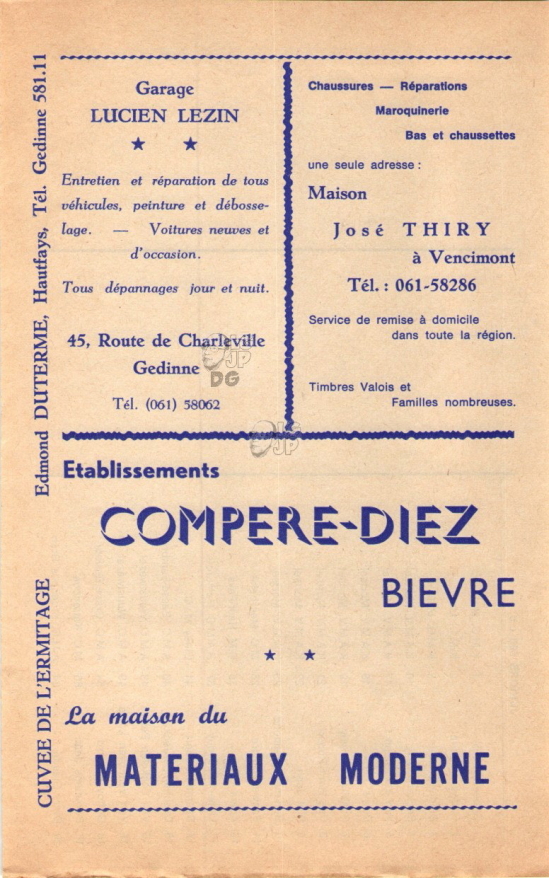 CUVEE DE L'ERMITAGE Edmond DUTERME, Hautfays, Tél. Gedinne 581.11
Garage
LUCIEN LEZIN
★ ★
Entretien et réparation de tous
véhicules, peinture et débosse-
lage. — Voitures neuves et
d'occasion.
Tous dépannages jour et nuit.
45, Route de Charleville
Gedinne
Tél. (061) 58062
Chaussures — Réparations
Maroquinerie
Bas et chaussettes
une seule adresse :
Maison
José THIRY
à Vencimont
Tél. : 061-58286
Service de remise à domicile
dans toute la région.
Timbres Valois et
Familles nombreuses.
JP
DG
JP
Etablissements
COMPERE-DIEZ
BIEVRE
★ ★
La maison du
MATERIAUX MODERNE